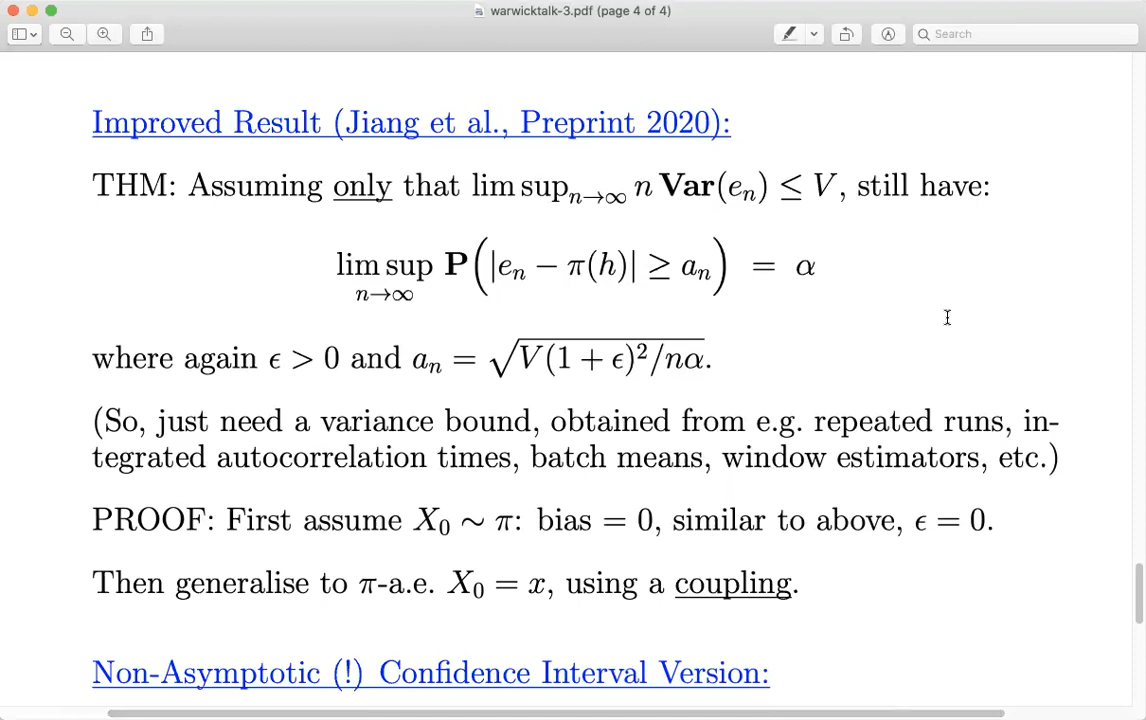 warwicktalk-3.pdf (page 4 of 4)
Search
Improved Result (Jiang et al., Preprint 2020):
THM: Assuming only that lim sup_{n→∞} n Var(e_n) ≤ V, still have:
lim sup_{n→∞} P(|e_n − π(h)| ≥ a_n) = α
where again ϵ > 0 and a_n = √(V(1 + ϵ)²/nα).
(So, just need a variance bound, obtained from e.g. repeated runs, in-
tegrated autocorrelation times, batch means, window estimators, etc.)
PROOF: First assume X_0 ∼ π: bias = 0, similar to above, ϵ = 0.
Then generalise to π-a.e. X_0 = x, using a coupling.
Non-Asymptotic (!) Confidence Interval Version: